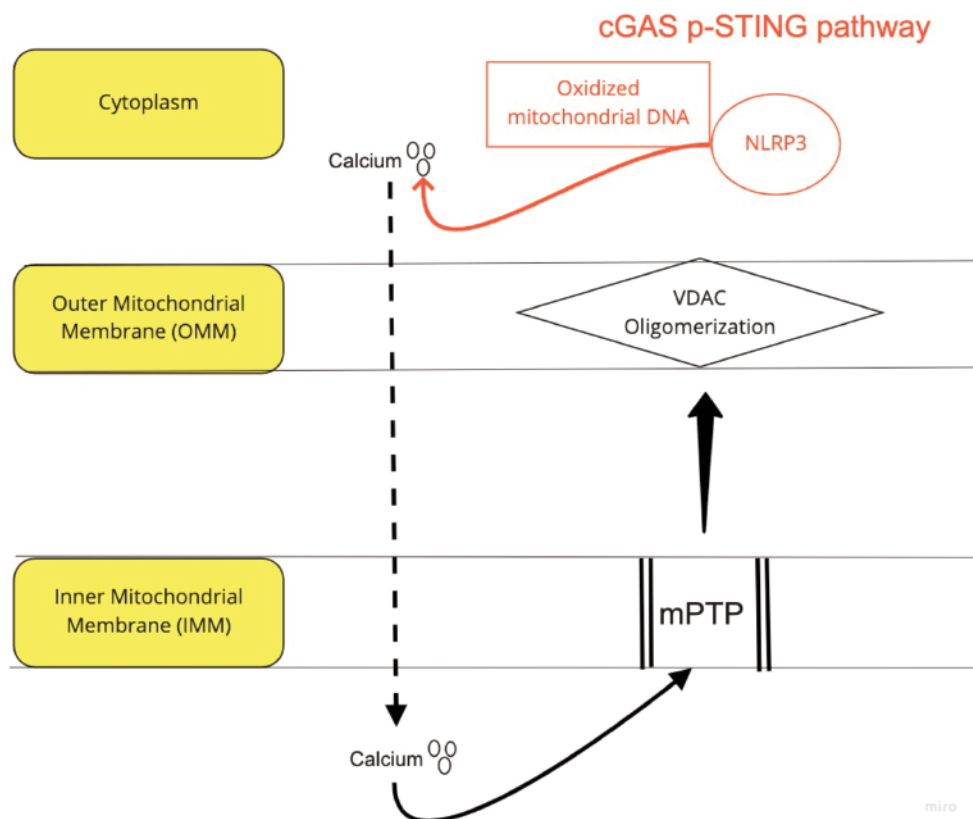 cGAS p-STING pathway
Cytoplasm
Oxidized
mitochondrial DNA
NLRP3
Calcium
Outer Mitochondrial
Membrane (OMM)
VDAC
Oligomerization
Inner Mitochondrial
Membrane (IMM)
mPTP
Calcium
miro